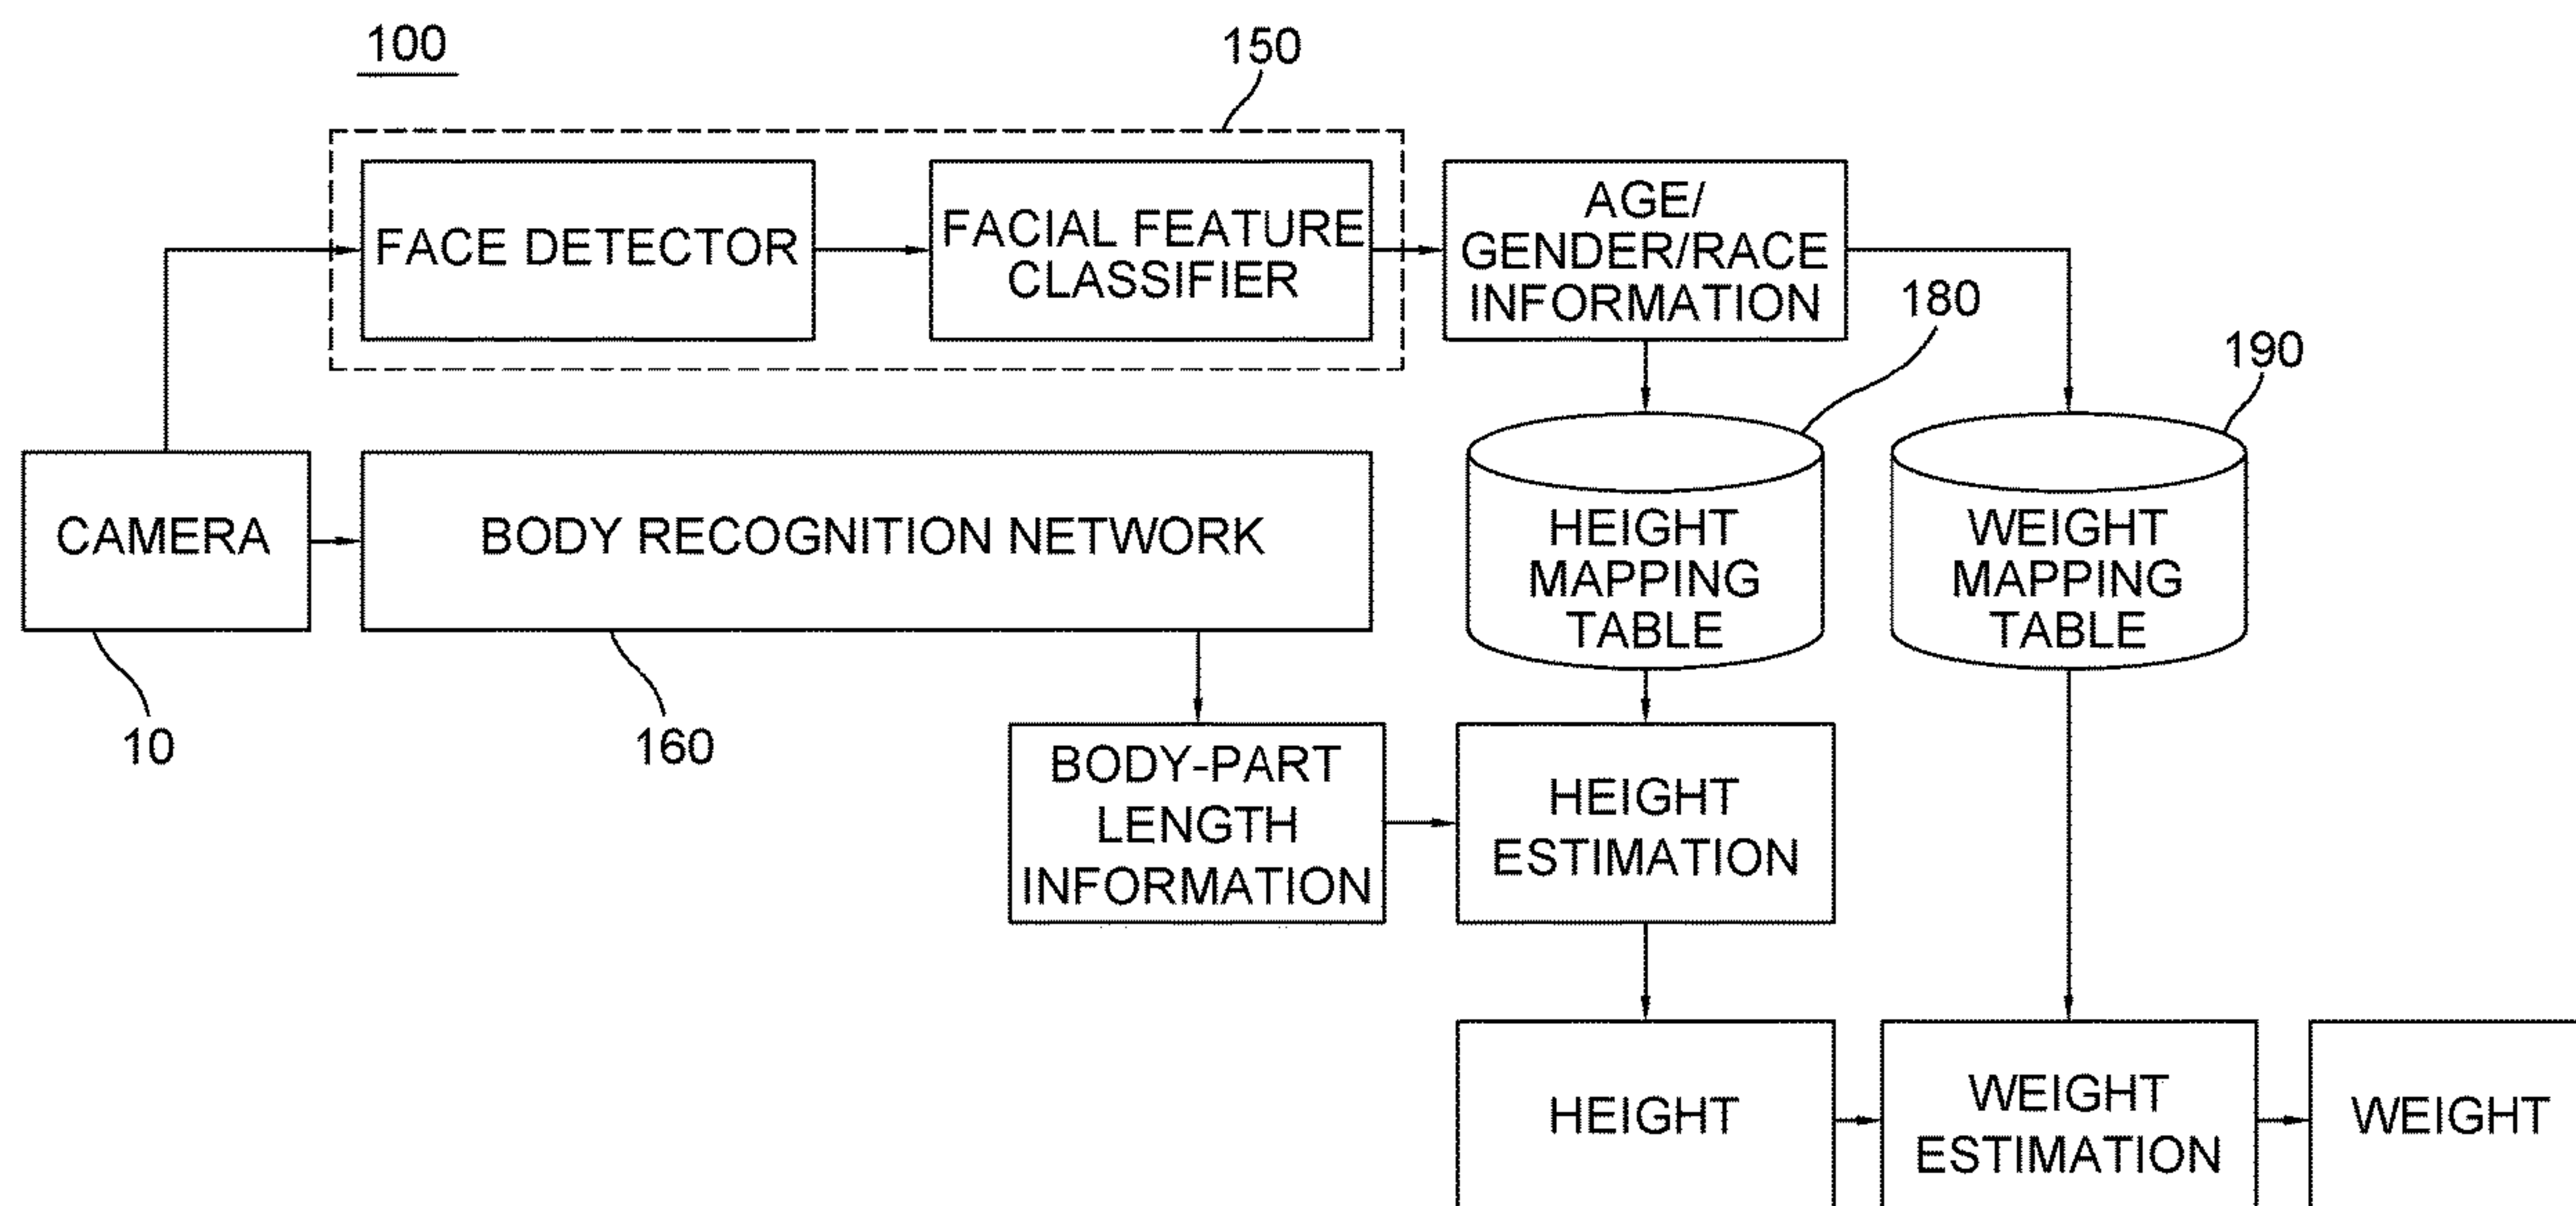 100
150
FACE DETECTOR
FACIAL FEATURE
CLASSIFIER
AGE/
GENDER/RACE
INFORMATION
180
190
CAMERA
BODY RECOGNITION NETWORK
HEIGHT
MAPPING
TABLE
WEIGHT
MAPPING
TABLE
10
160
BODY-PART
LENGTH
INFORMATION
HEIGHT
ESTIMATION
HEIGHT
WEIGHT
ESTIMATION
WEIGHT